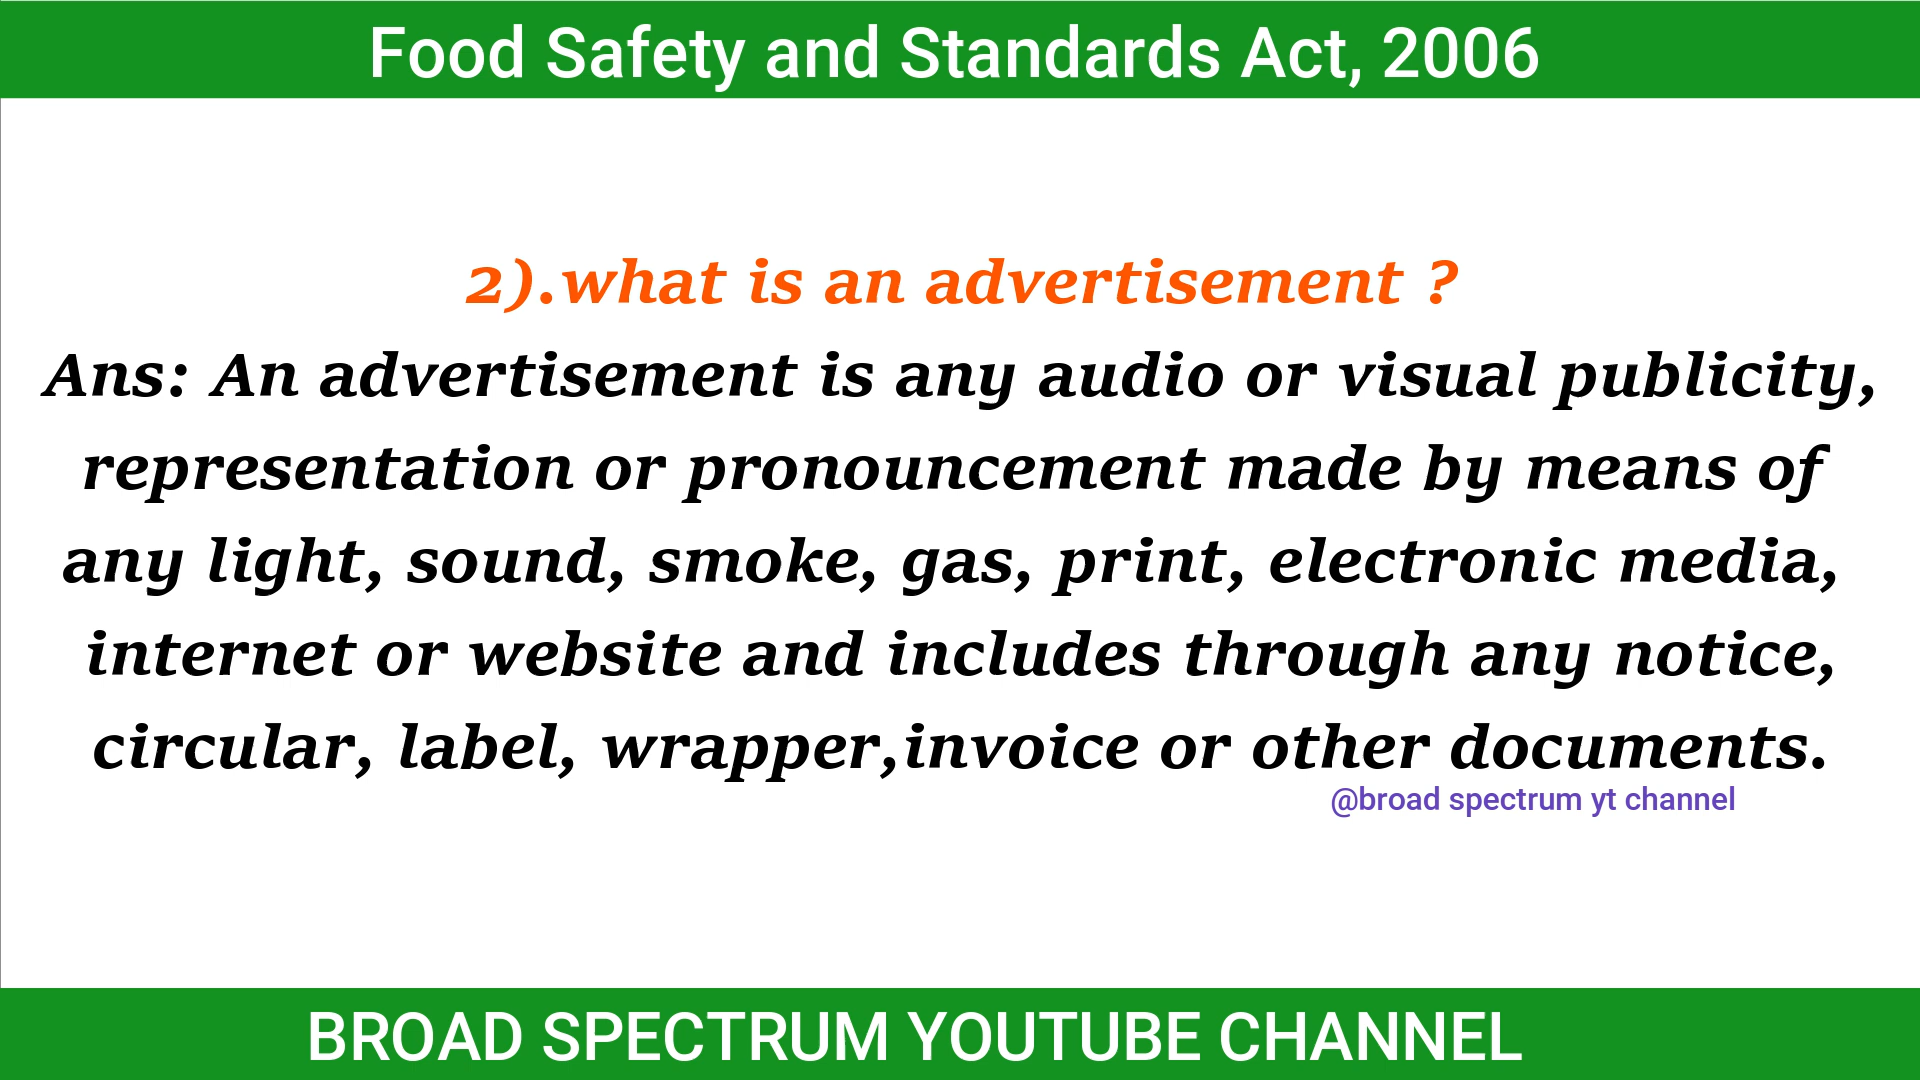 Food Safety and Standards Act, 2006
2).what is an advertisement ?
Ans: An advertisement is any audio or visual publicity,
representation or pronouncement made by means of
any light, sound, smoke, gas, print, electronic media,
internet or website and includes through any notice,
circular, label, wrapper,invoice or other documents.
@broad spectrum yt channel
BROAD SPECTRUM YOUTUBE CHANNEL